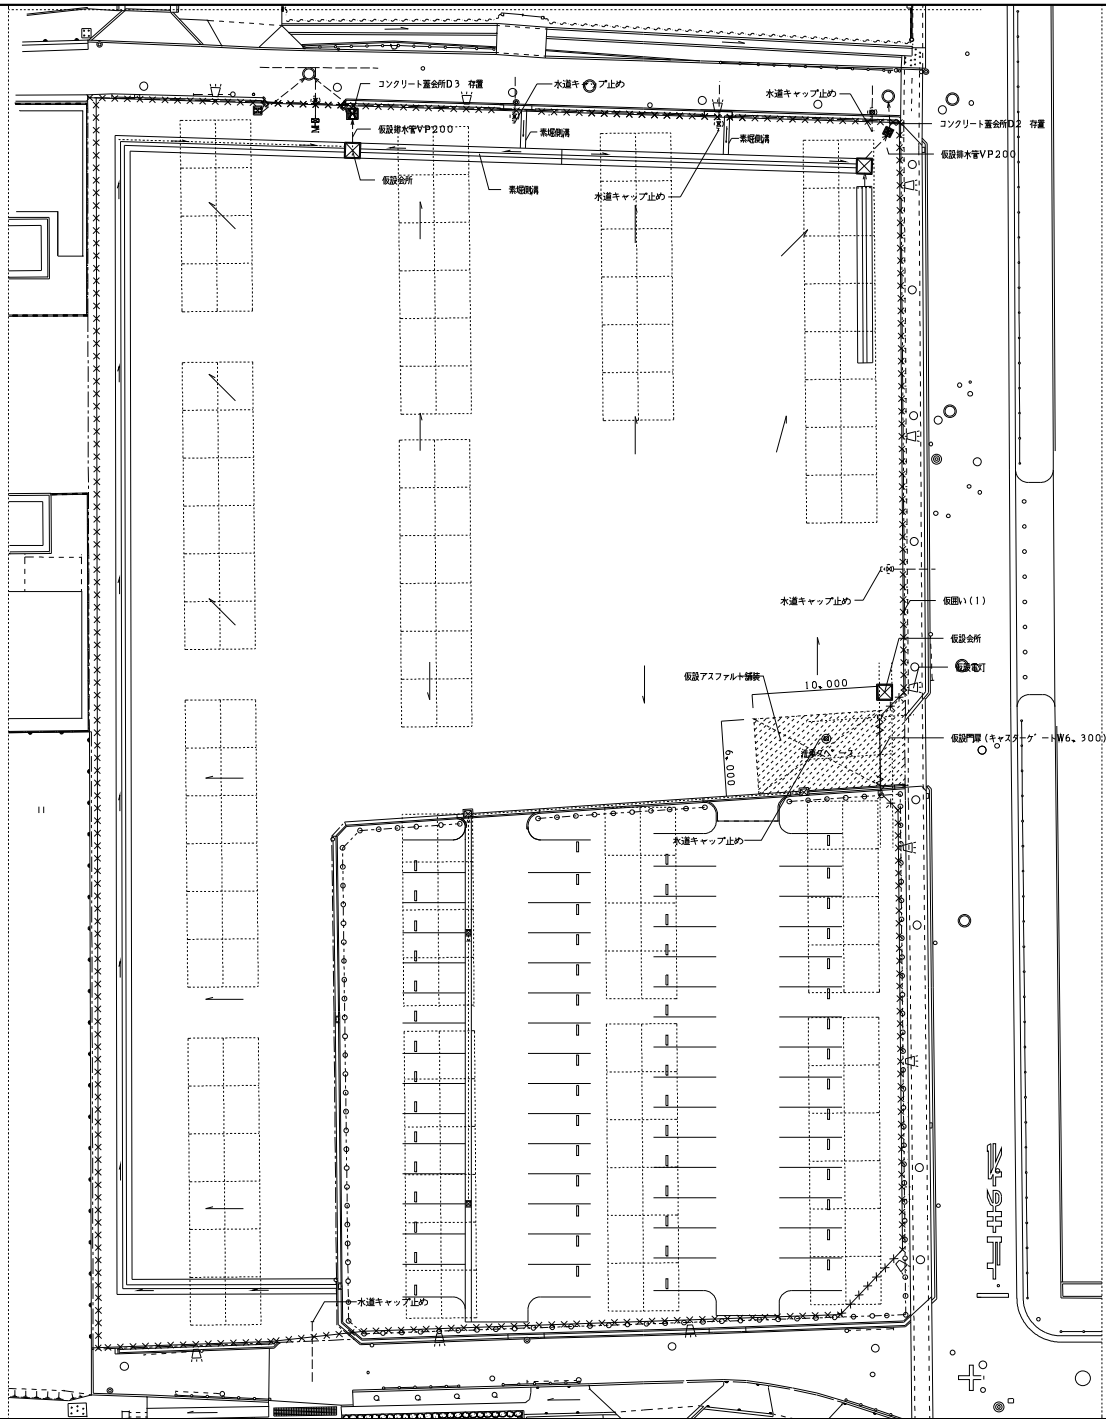 コンクリート蓋会所D3 存置
水道キャップ止め
水道キャップ止め
コンクリート蓋会所D2 存置
仮設排水管VP200
素堀側溝
素堀側溝
仮設排水管VP200
仮設会所
素堀側溝
水道キャップ止め
水道キャップ止め
仮囲い(1)
仮設会所
仮設アスファルト舗装
10,000
6,000
仮設門扉(キャスターゲートW6,300)
水道キャップ止め
水道キャップ止め